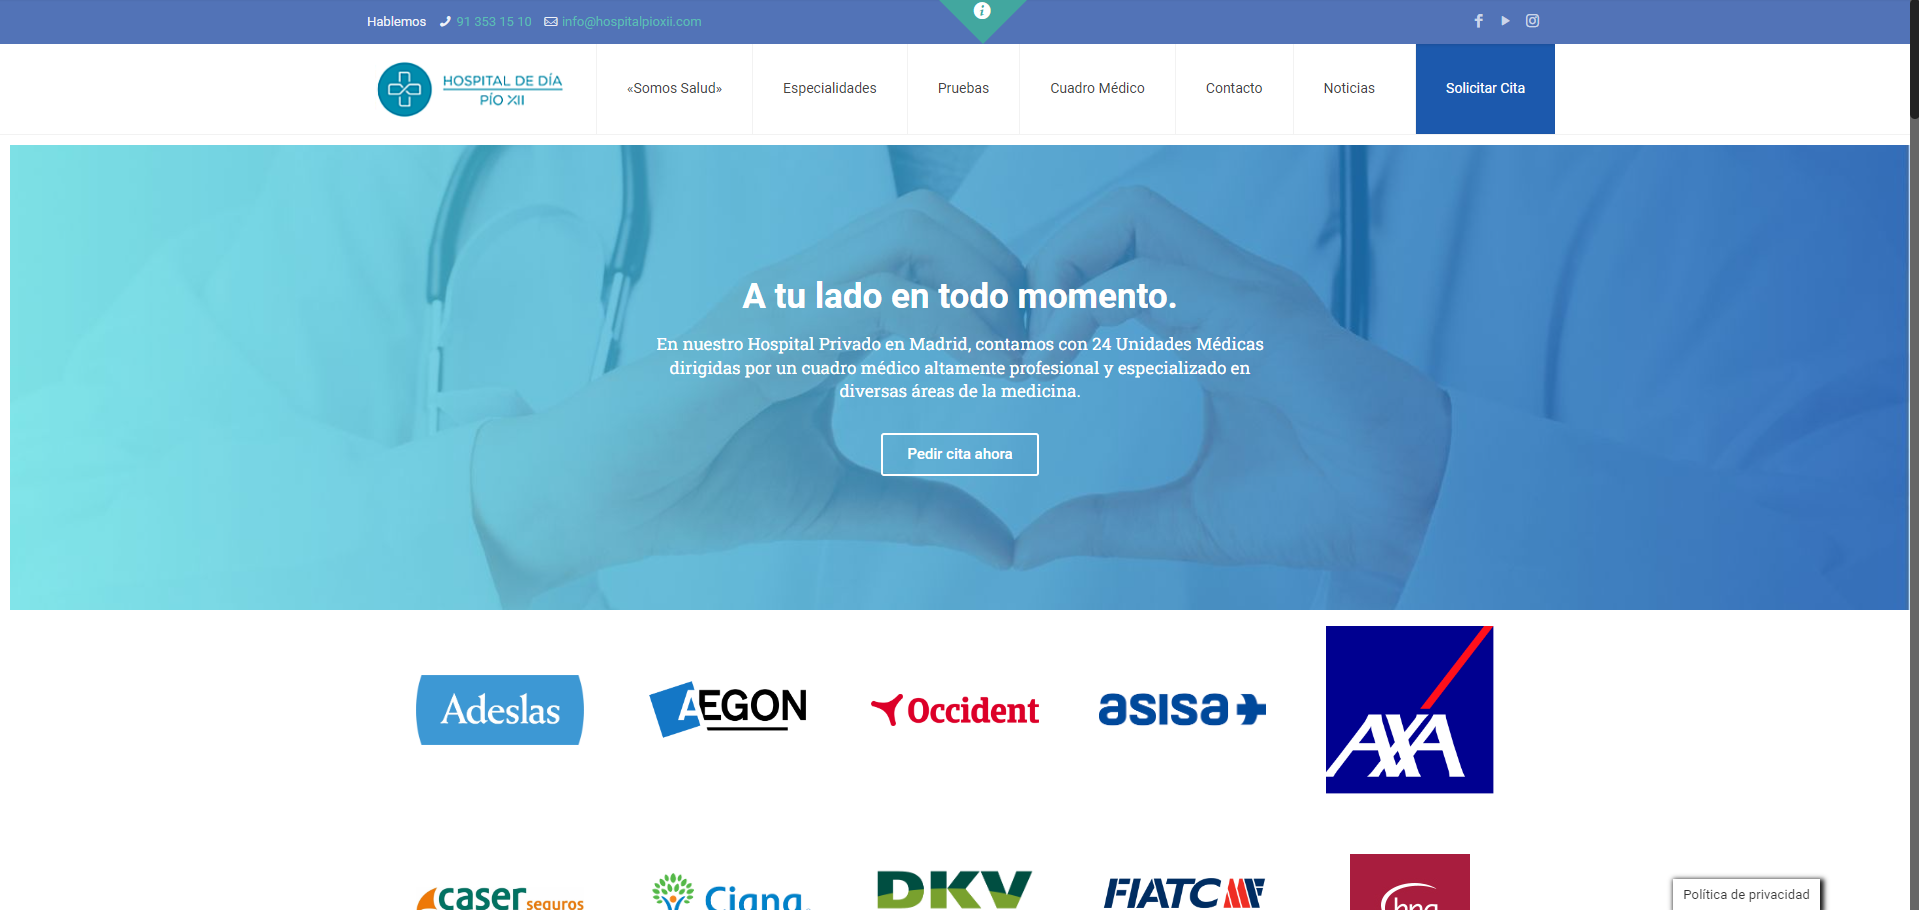 Hablemos 91 353 15 10 info@hospitalpioxii.com
HOSPITAL DE DÍA
PÍO XII
«Somos Salud»
Especialidades
Pruebas
Cuadro Médico
Contacto
Noticias
Solicitar Cita
A tu lado en todo momento.
En nuestro Hospital Privado en Madrid, contamos con 24 Unidades Médicas
dirigidas por un cuadro médico altamente profesional y especializado en
diversas áreas de la medicina.
Pedir cita ahora
Adeslas
AEGON
Occident
asisa
AXA
caser seguros
Cigna.
DKV
FIATC
hna
Política de privacidad